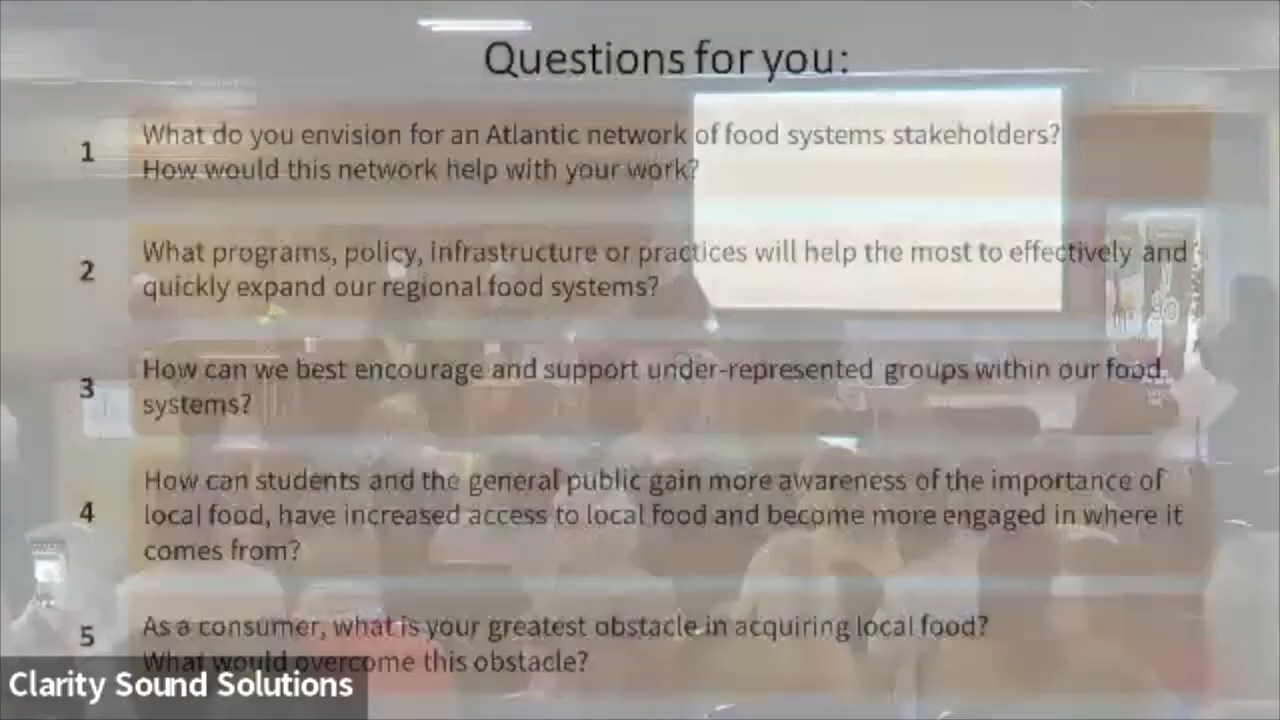 Questions for you:
1
What do you envision for an Atlantic network of food systems stakeholders?
How would this network help with your work?
2
What programs, policy, infrastructure or practices will help the most to effectively and
quickly expand our regional food systems?
3
How can we best encourage and support under-represented groups within our food
systems?
4
How can students and the general public gain more awareness of the importance of
local food, have increased access to local food and become more engaged in where it
comes from?
5
As a consumer, what is your greatest obstacle in acquiring local food?
What would overcome this obstacle?
Clarity Sound Solutions